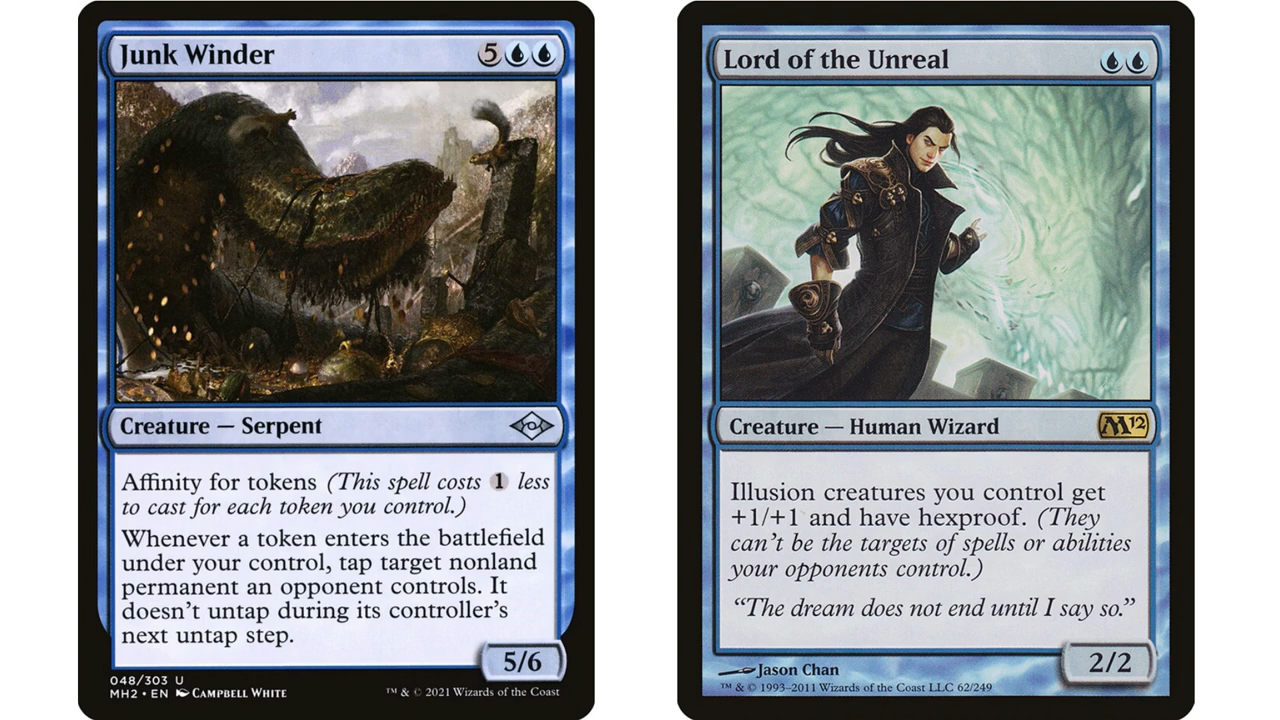 Junk Winder 5
Creature — Serpent
Affinity for tokens (This spell costs 1 less
to cast for each token you control.)
Whenever a token enters the battlefield
under your control, tap target nonland
permanent an opponent controls. It
doesn't untap during its controller's
next untap step.
5/6
048/303 U
MH2 • EN CAMPBELL WHITE
™ & © 2021 Wizards of the Coast
Lord of the Unreal
Creature — Human Wizard
M12
Illusion creatures you control get
+1/+1 and have hexproof. (They
can't be the targets of spells or abilities
your opponents control.)
“The dream does not end until I say so.”
2/2
Jason Chan
™ & © 1993–2011 Wizards of the Coast LLC 62/249